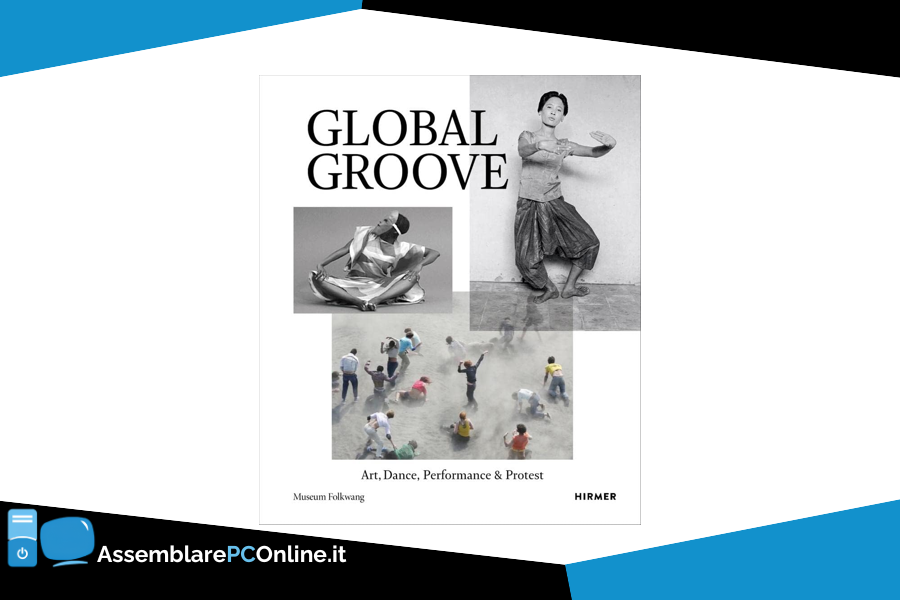 GLOBAL
GROOVE
Art, Dance, Performance & Protest
Museum Folkwang
HIRMER
AssemblarePCOnline.it